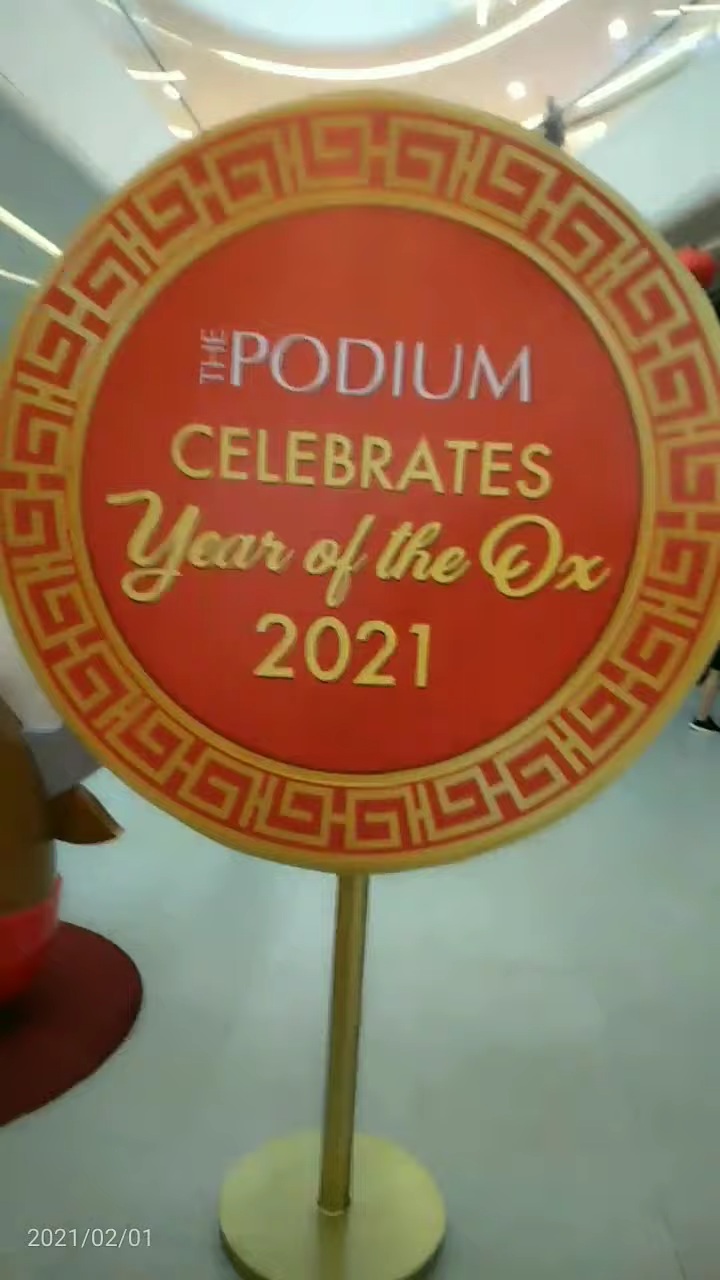 THE PODIUM
CELEBRATES
Year of the Ox
2021
2021/02/01